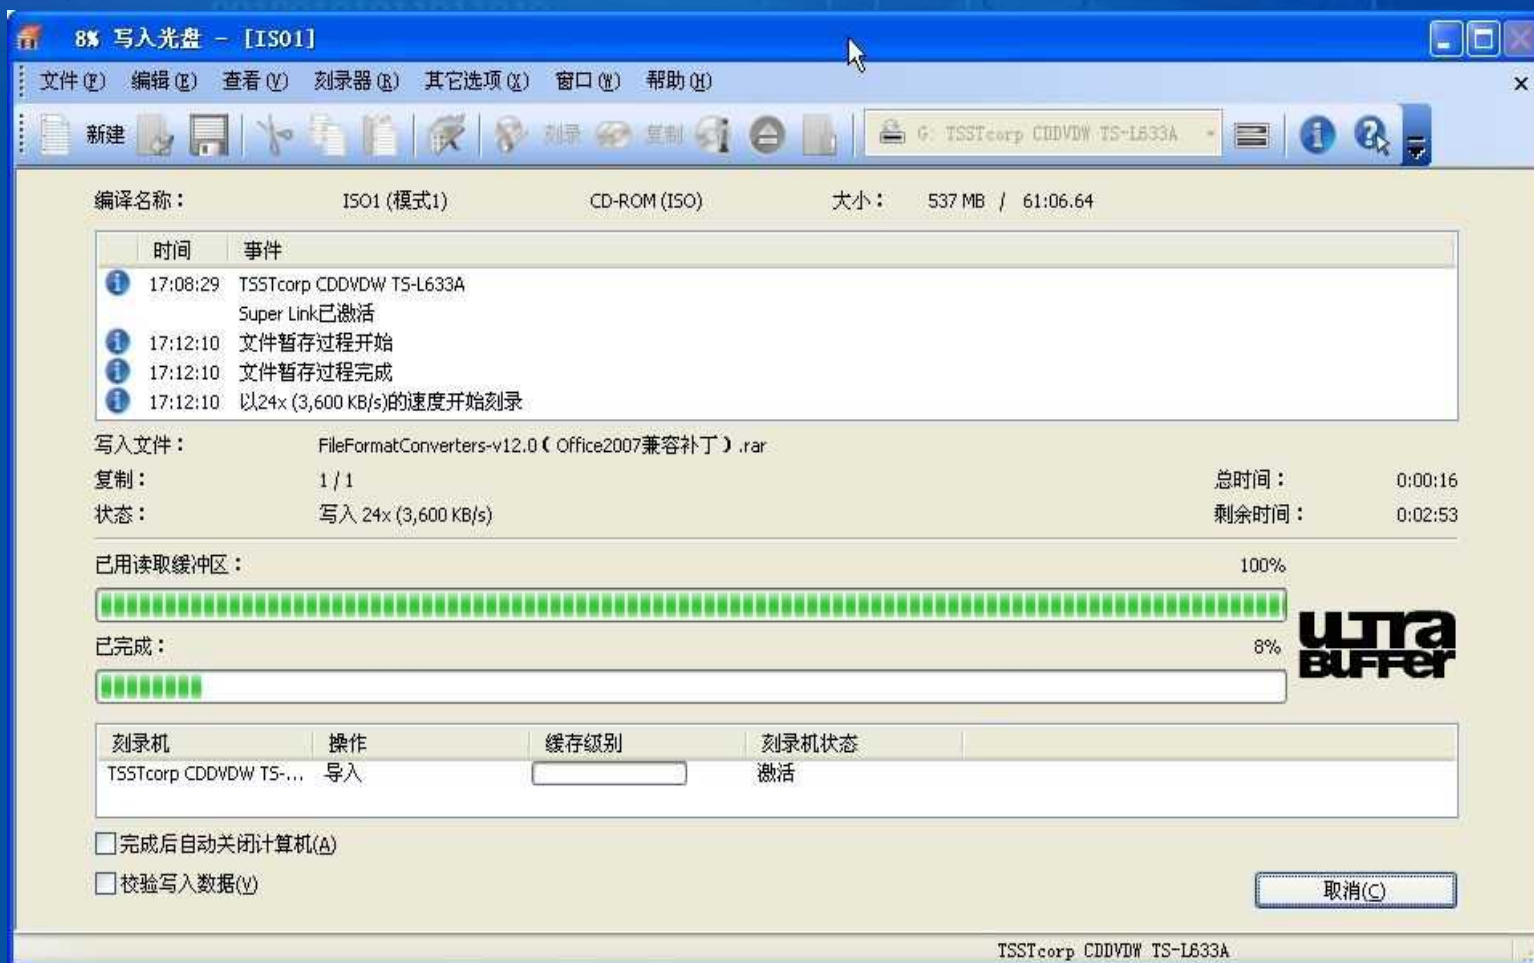 8% 写入光盘 - [ISO1]
文件(F) 编辑(E) 查看(V) 刻录器(R) 其它选项(X) 窗口(W) 帮助(H)
新建 刻录 复制 G: TSSTcorp CDDVDW TS-L633A
编译名称： ISO1 (模式1) CD-ROM (ISO) 大小： 537 MB / 61:06.64
时间 事件
17:08:29 TSSTcorp CDDVDW TS-L633A
Super Link已激活
17:12:10 文件暂存过程开始
17:12:10 文件暂存过程完成
17:12:10 以24x (3,600 KB/s)的速度开始刻录
写入文件： FileFormatConverters-v12.0（Office2007兼容补丁）.rar
复制： 1 / 1 总时间： 0:00:16
状态： 写入 24x (3,600 KB/s) 剩余时间： 0:02:53
已用读取缓冲区： 100%
已完成： 8%
ULTRA
BUFFER
刻录机 操作 缓存级别 刻录机状态
TSSTcorp CDDVDW TS-... 导入 激活
完成后自动关闭计算机(A)
校验写入数据(V)
取消(C)
TSSTcorp CDDVDW TS-L633A